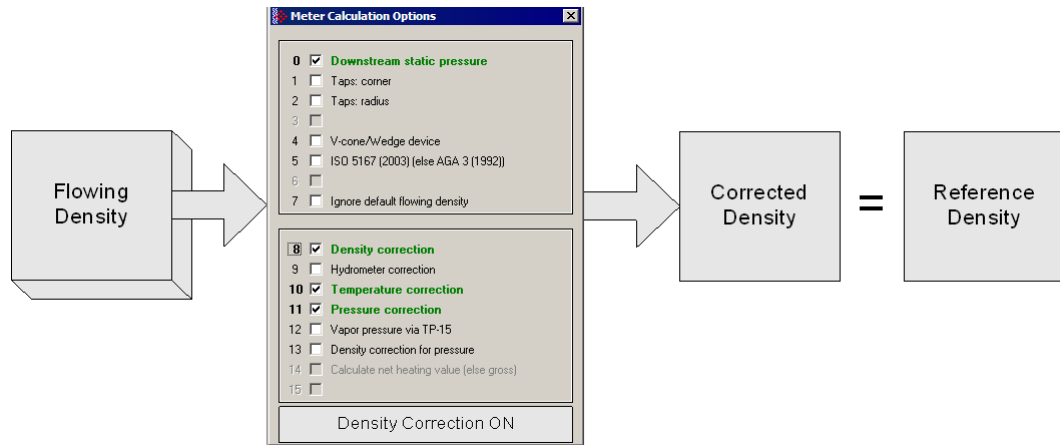 Meter Calculation Options
0 Downstream static pressure
1 Taps: corner
2 Taps: radius
3
4 V-cone/Wedge device
5 ISO 5167 (2003) (else AGA 3 (1992))
6
7 Ignore default flowing density
8 Density correction
9 Hydrometer correction
10 Temperature correction
11 Pressure correction
12 Vapor pressure via TP-15
13 Density correction for pressure
14 Calculate net heating value (else gross)
15
Density Correction ON
Flowing
Density
Corrected
Density
=
Reference
Density